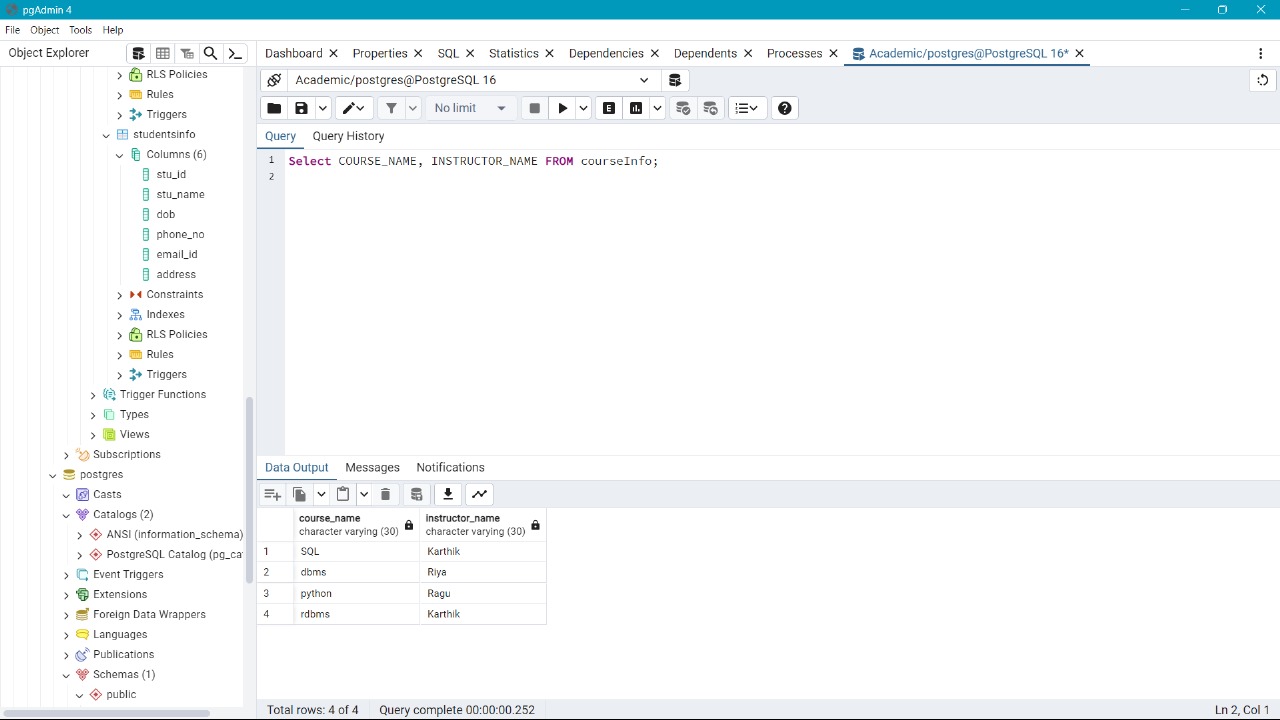 pgAdmin 4
File Object Tools Help
Object Explorer
Dashboard Properties SQL Statistics Dependencies Dependents Processes Academic/postgres@PostgreSQL 16*
Academic/postgres@PostgreSQL 16
No limit
Query Query History
1 Select COURSE_NAME, INSTRUCTOR_NAME FROM courseInfo;
2
RLS Policies
Rules
Triggers
studentsinfo
Columns (6)
stu_id
stu_name
dob
phone_no
email_id
address
Constraints
Indexes
RLS Policies
Rules
Triggers
Trigger Functions
Types
Views
Subscriptions
postgres
Casts
Catalogs (2)
ANSI (information_schema)
PostgreSQL Catalog (pg_ca
Event Triggers
Extensions
Foreign Data Wrappers
Languages
Publications
Schemas (1)
public
Data Output Messages Notifications
course_name instructor_name
character varying (30) character varying (30)
1 SQL Karthik
2 dbms Riya
3 python Ragu
4 rdbms Karthik
Total rows: 4 of 4 Query complete 00:00:00.252 Ln 2, Col 1